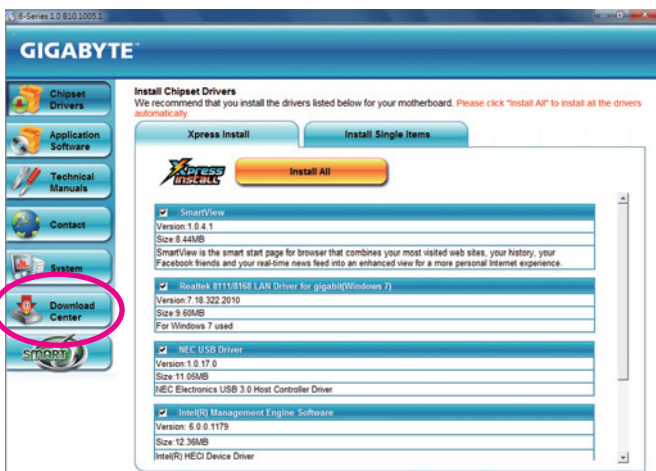 6-Series 1.0 B10.1005.1
GIGABYTE™
Chipset
Drivers
Application
Software
Technical
Manuals
Contact
System
Download
Center
SMART
Install Chipset Drivers
We recommend that you install the drivers listed below for your motherboard. Please click "Install All" to install all the drivers
automatically.
Xpress Install
Install Single Items
Xpress
INSTALL
Install All
SmartView
Version:1.0.4.1
Size:8.44MB
SmartView is the smart start page for browser that combines your most visited web sites, your history, your
Facebook friends and your real-time news feed into an enhanced view for a more personal Internet experience.
Realtek 8111/8168 LAN Driver for gigabit(Windows 7)
Version:7.18.322.2010
Size:9.60MB
For Windows 7 used
NEC USB Driver
Version:1.0.17.0
Size:11.05MB
NEC Electronics USB 3.0 Host Controller Driver
Intel(R) Management Engine Software
Version: 6.0.0.1179
Size:12.36MB
Intel(R) HECI Device Driver